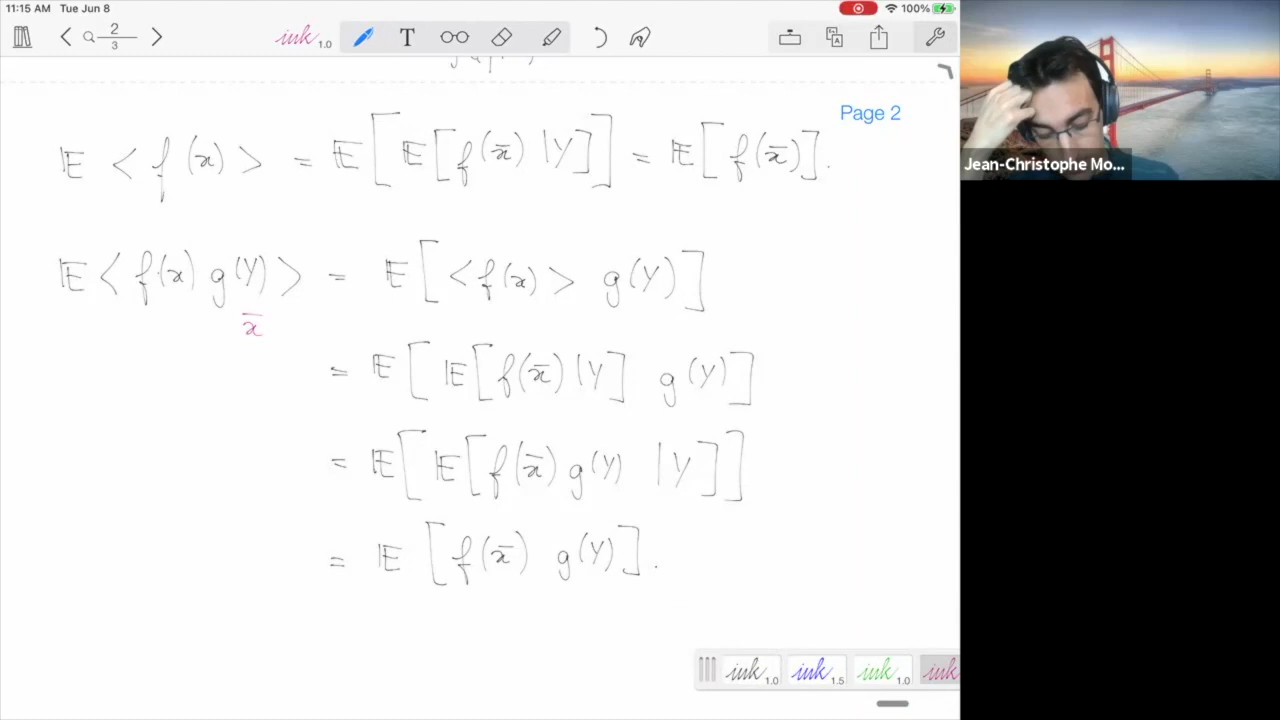 11:15 AM Tue Jun 8
100%
2
3
ink 1.0
T
Page 2
𝔼 < f(x) > = 𝔼[𝔼[f(x̄) | Y]] = 𝔼[f(x̄)].
𝔼 < f(x) g(Y) > = 𝔼[< f(x) > g(Y)]
x̄
= 𝔼[𝔼[f(x̄) | Y] g(Y)]
= 𝔼[𝔼[f(x̄) g(Y) | Y]]
= 𝔼[f(x̄) g(Y)].
ink 1.0 ink 1.5 ink 1.0 ink
Jean-Christophe Mo...